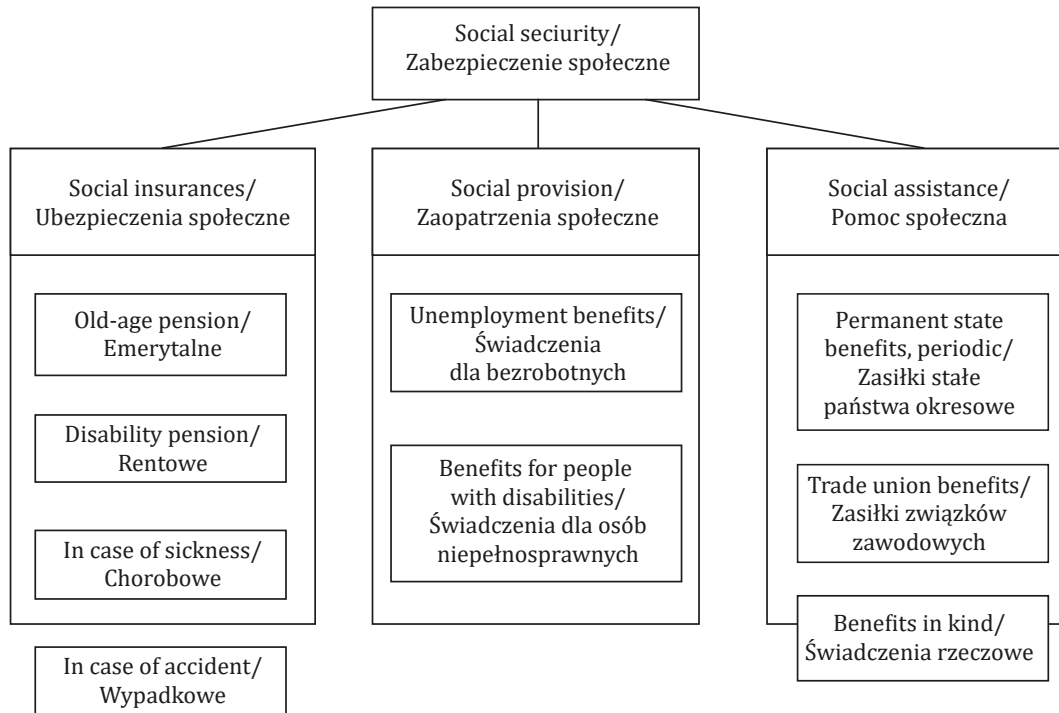 Social seciurity/
Zabezpieczenie społeczne
Social insurances/
Ubezpieczenia społeczne
Old-age pension/
Emerytalne
Disability pension/
Rentowe
In case of sickness/
Chorobowe
In case of accident/
Wypadkowe
Social provision/
Zaopatrzenia społeczne
Unemployment benefits/
Świadczenia
dla bezrobotnych
Benefits for people
with disabilities/
Świadczenia dla osób
niepełnosprawnych
Social assistance/
Pomoc społeczna
Permanent state
benefits, periodic/
Zasiłki stałe
państwa okresowe
Trade union benefits/
Zasiłki związków
zawodowych
Benefits in kind/
Świadczenia rzeczowe